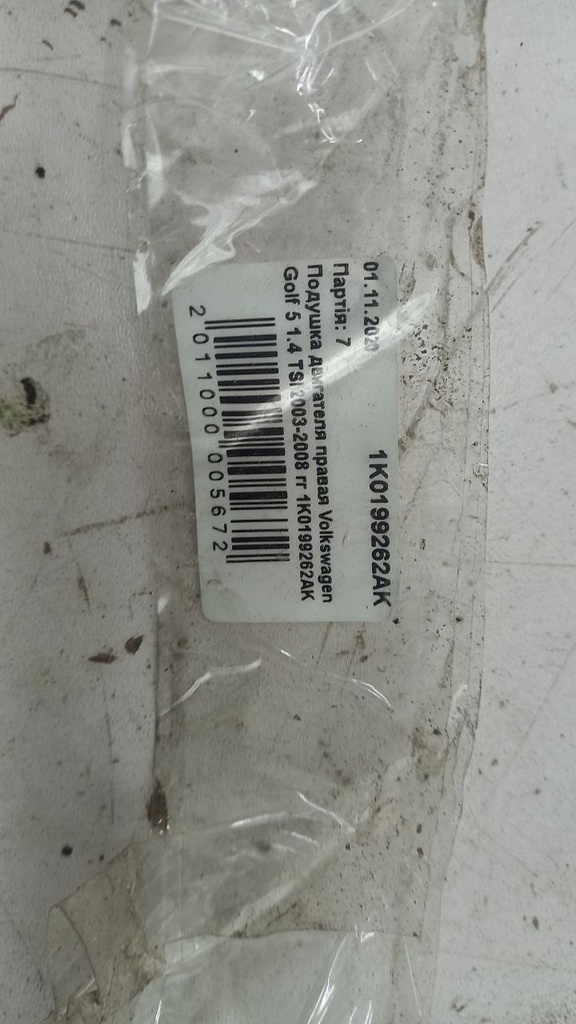 01.11.2020
1K0199262AK
Партія: 7
Подушка двигателя правая Volkswagen
Golf 5 1.4 TSI 2003-2008 гг 1K0199262AK
2 011000 005672